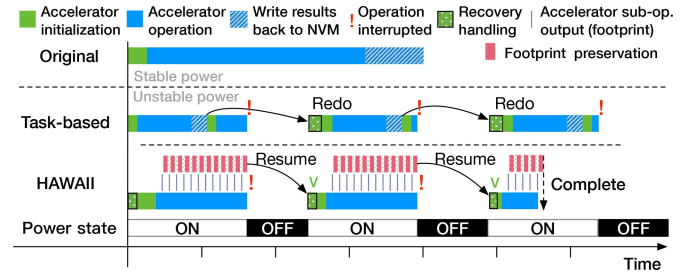 Accelerator initialization
Accelerator operation
Write results back to NVM
! Operation interrupted
Recovery handling
Accelerator sub-op. output (footprint)
Footprint preservation
Original
Stable power
Unstable power
Task-based
!
Redo
!
Redo
!
HAWAII
Resume
!
V
Resume
!
V
Complete
Power state
ON
OFF
ON
OFF
ON
OFF
Time